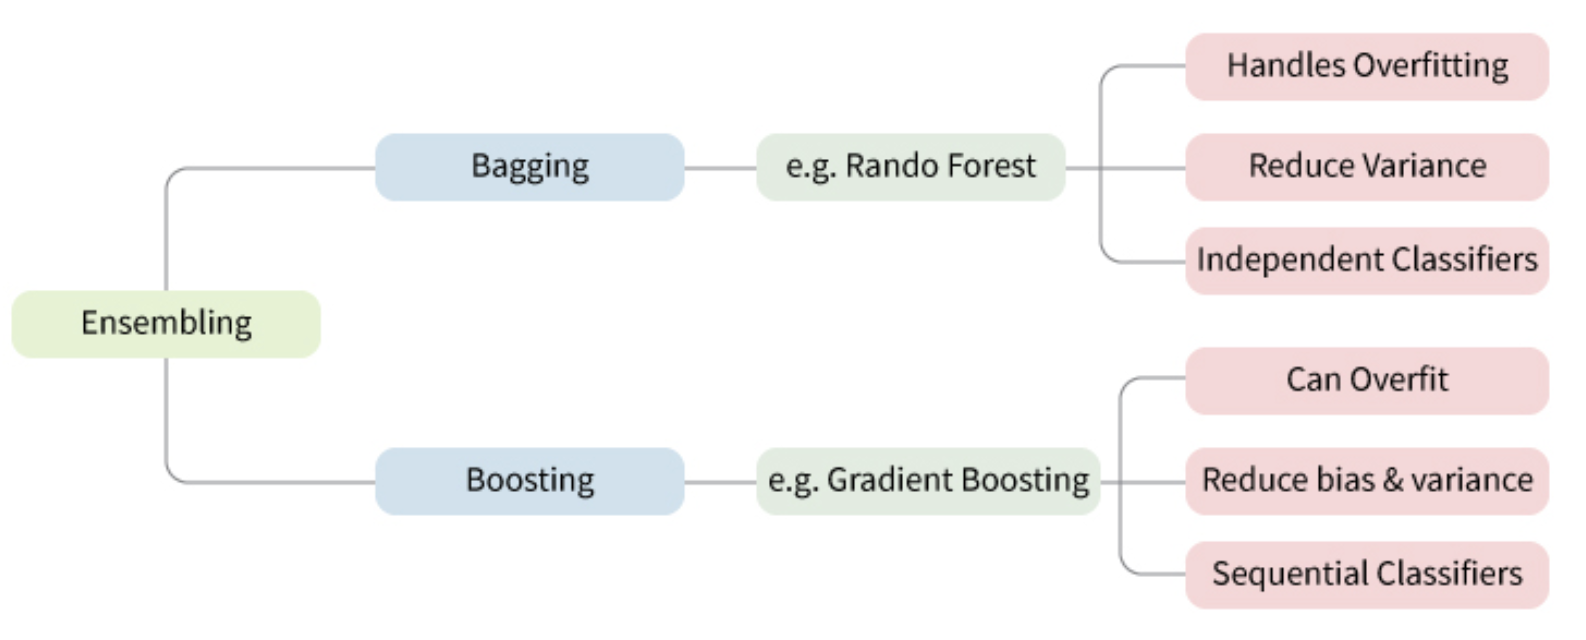 Ensembling
Bagging
e.g. Rando Forest
Handles Overfitting
Reduce Variance
Independent Classifiers
Boosting
e.g. Gradient Boosting
Can Overfit
Reduce bias & variance
Sequential Classifiers